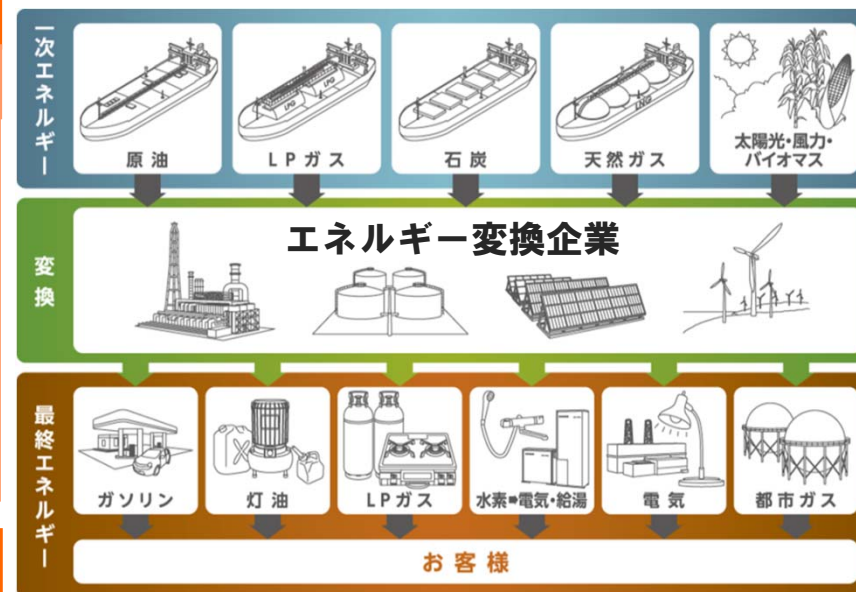 一次エネルギー
原油
LPG
LPG
LPガス
石炭
LNG
天然ガス
太陽光・風力・
バイオマス
変換
エネルギー変換企業
最終エネルギー
ガソリン
灯油
LPガス
水素➡電気・給湯
電気
都市ガス
お客様